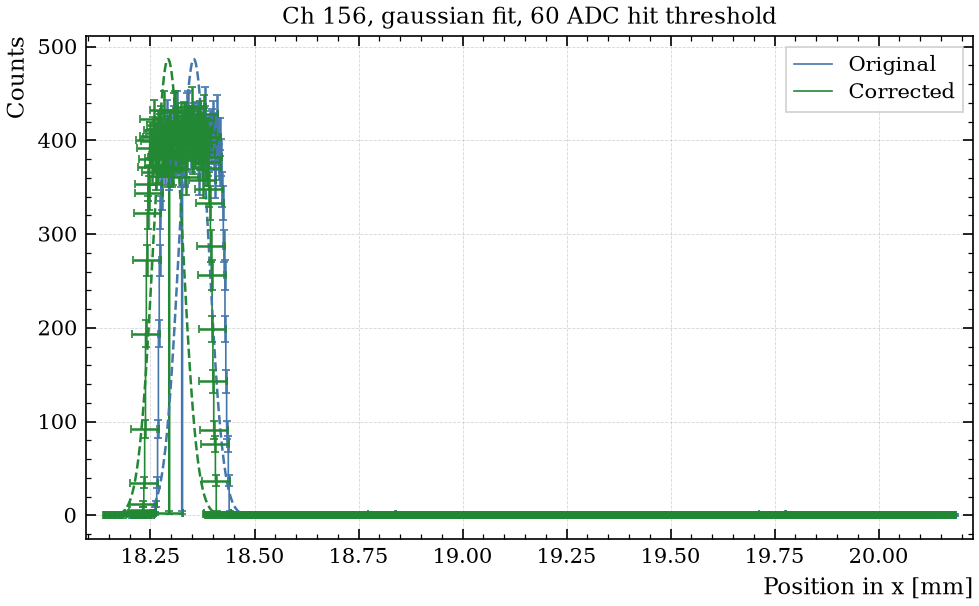 Ch 156, gaussian fit, 60 ADC hit threshold
Counts
500
400
300
200
100
0
Original
Corrected
18.25 18.50 18.75 19.00 19.25 19.50 19.75 20.00
Position in x [mm]